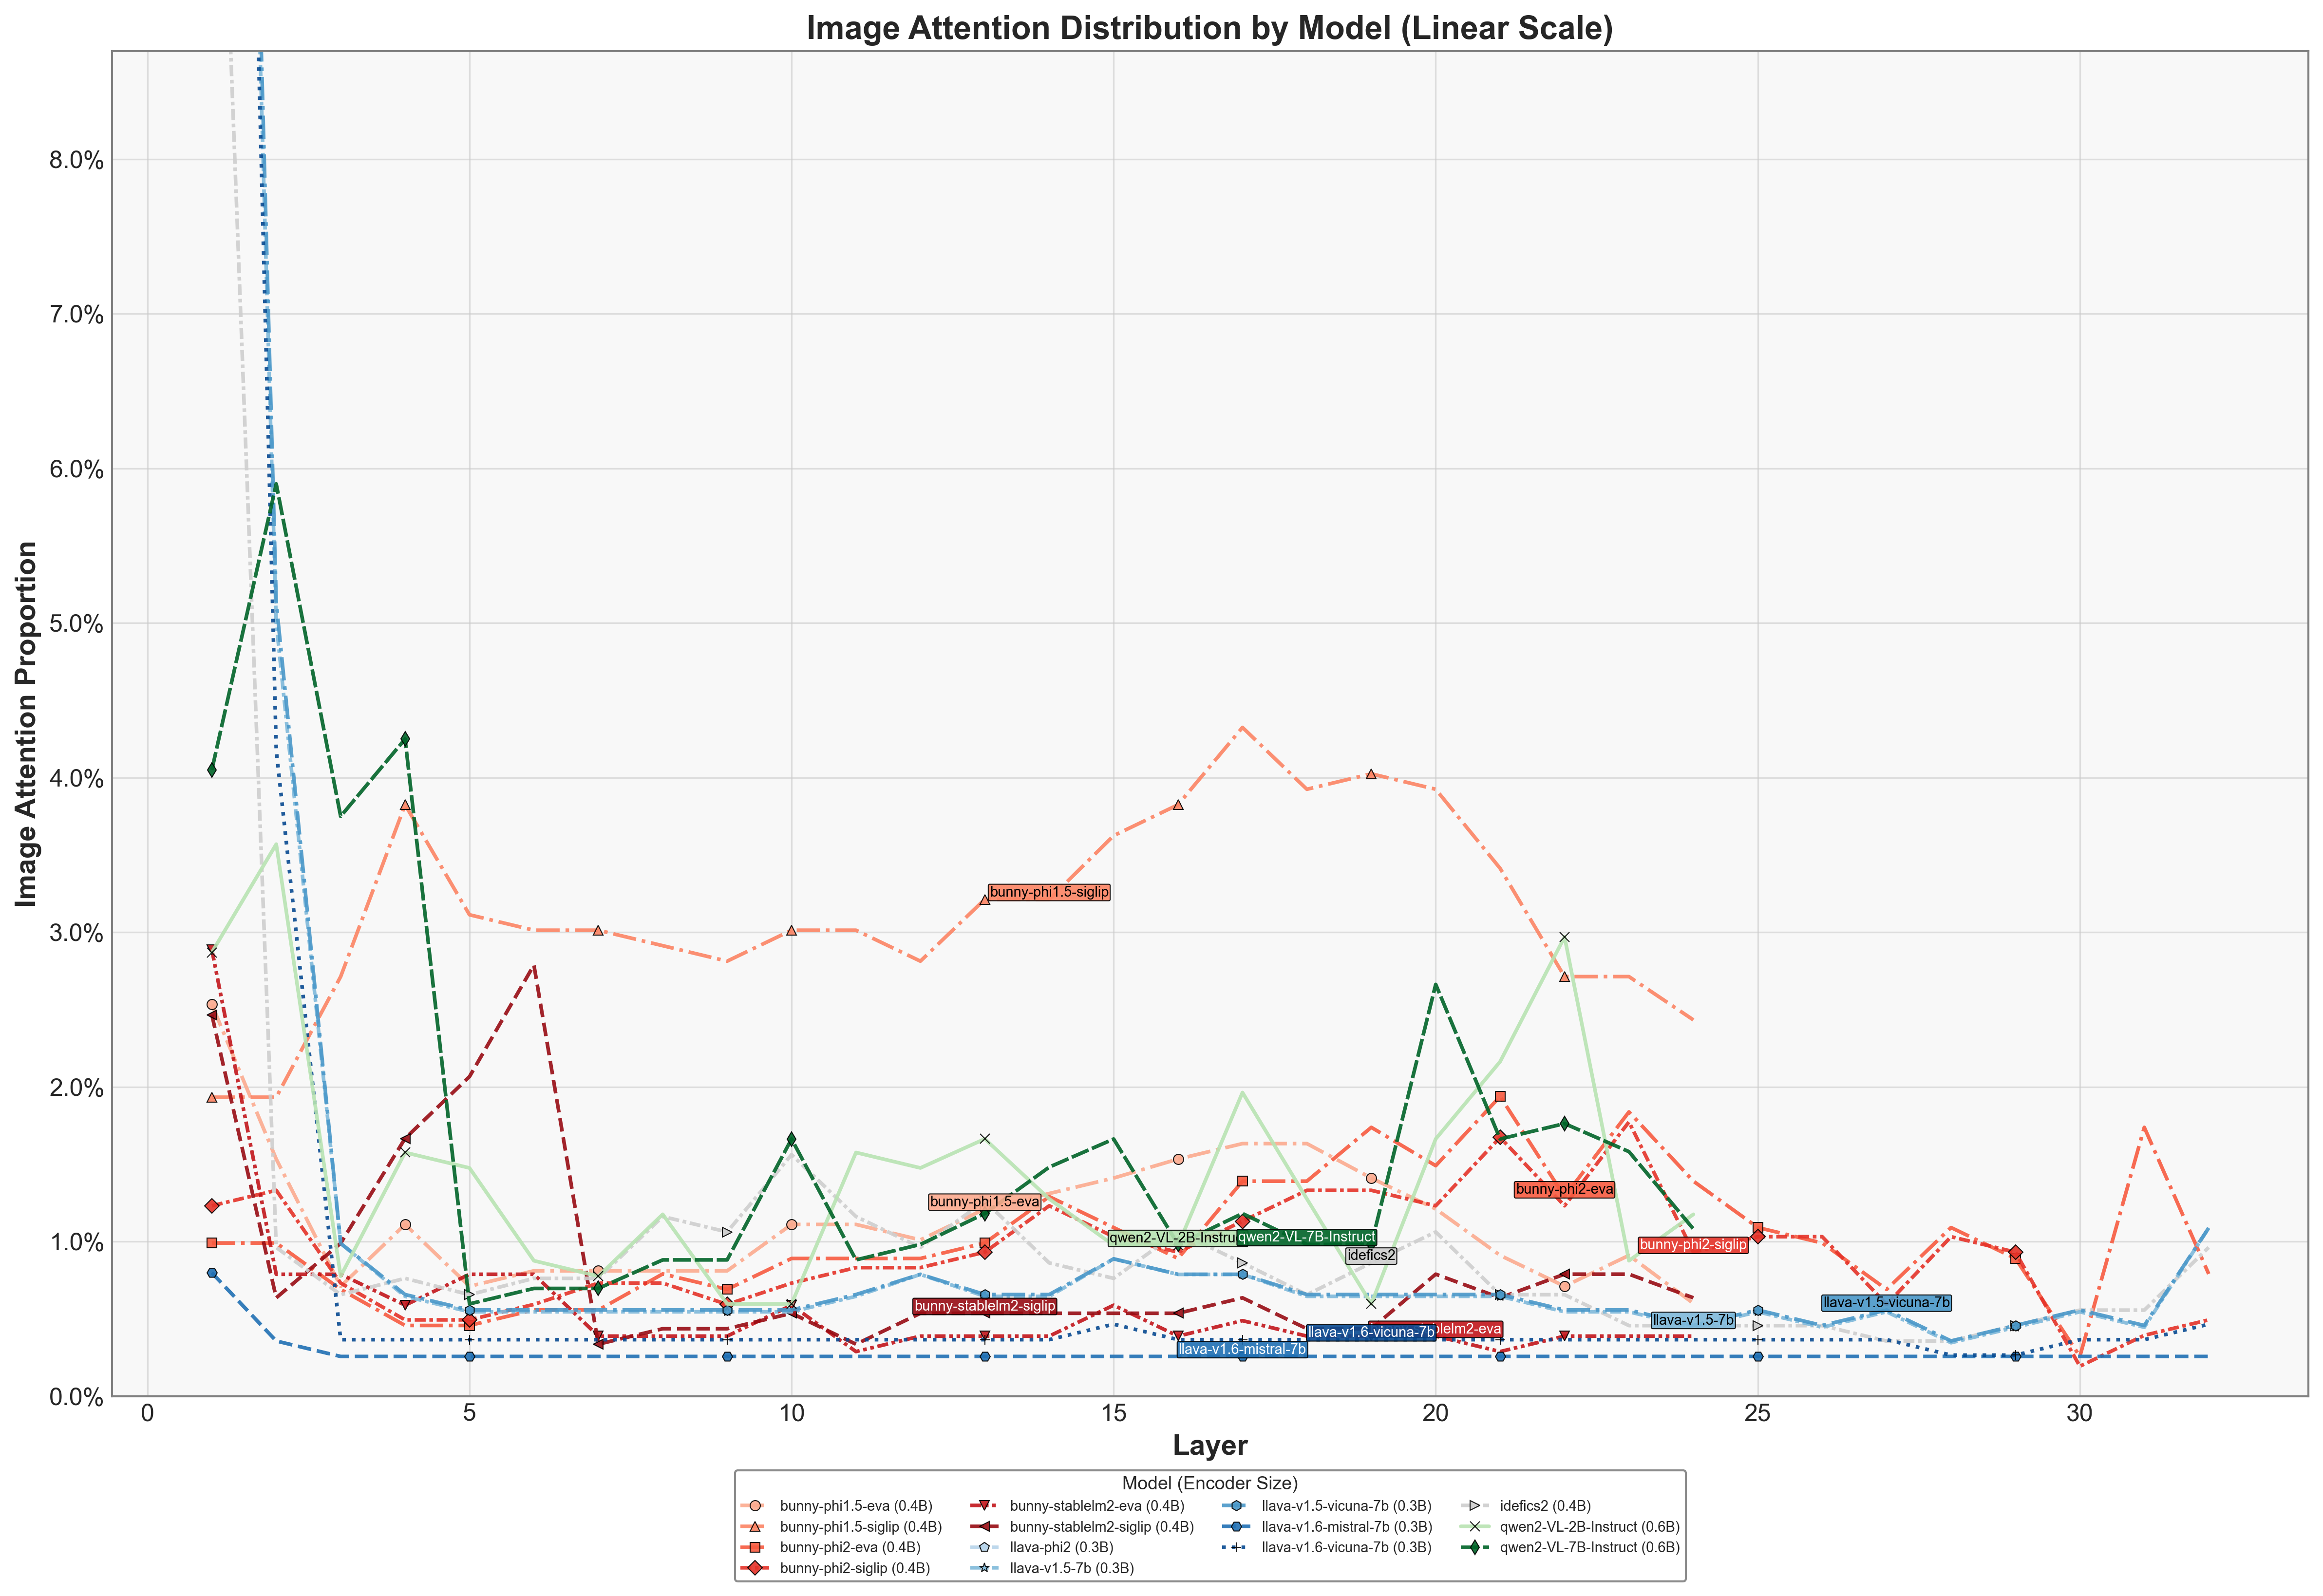 Image Attention Distribution by Model (Linear Scale)
Image Attention Proportion
8.0%
7.0%
6.0%
5.0%
4.0%
3.0%
2.0%
1.0%
0.0%
bunny-phi1.5-siglip
bunny-phi1.5-eva
bunny-phi2-eva
qwen2-VL-2B-Instruc
qwen2-VL-7B-Instruct
bunny-phi2-siglip
idefics2
bunny-stablelm2-siglip
llava-v1.5-vicuna-7b
llava-v1.5-7b
llava-v1.6-vicuna-7b
blelm2-eva
llava-v1.6-mistral-7b
0 5 10 15 20 25 30
Layer
Model (Encoder Size)
bunny-phi1.5-eva (0.4B)
bunny-phi1.5-siglip (0.4B)
bunny-phi2-eva (0.4B)
bunny-phi2-siglip (0.4B)
bunny-stablelm2-eva (0.4B)
bunny-stablelm2-siglip (0.4B)
llava-phi2 (0.3B)
llava-v1.5-7b (0.3B)
llava-v1.5-vicuna-7b (0.3B)
llava-v1.6-mistral-7b (0.3B)
llava-v1.6-vicuna-7b (0.3B)
idefics2 (0.4B)
qwen2-VL-2B-Instruct (0.6B)
qwen2-VL-7B-Instruct (0.6B)